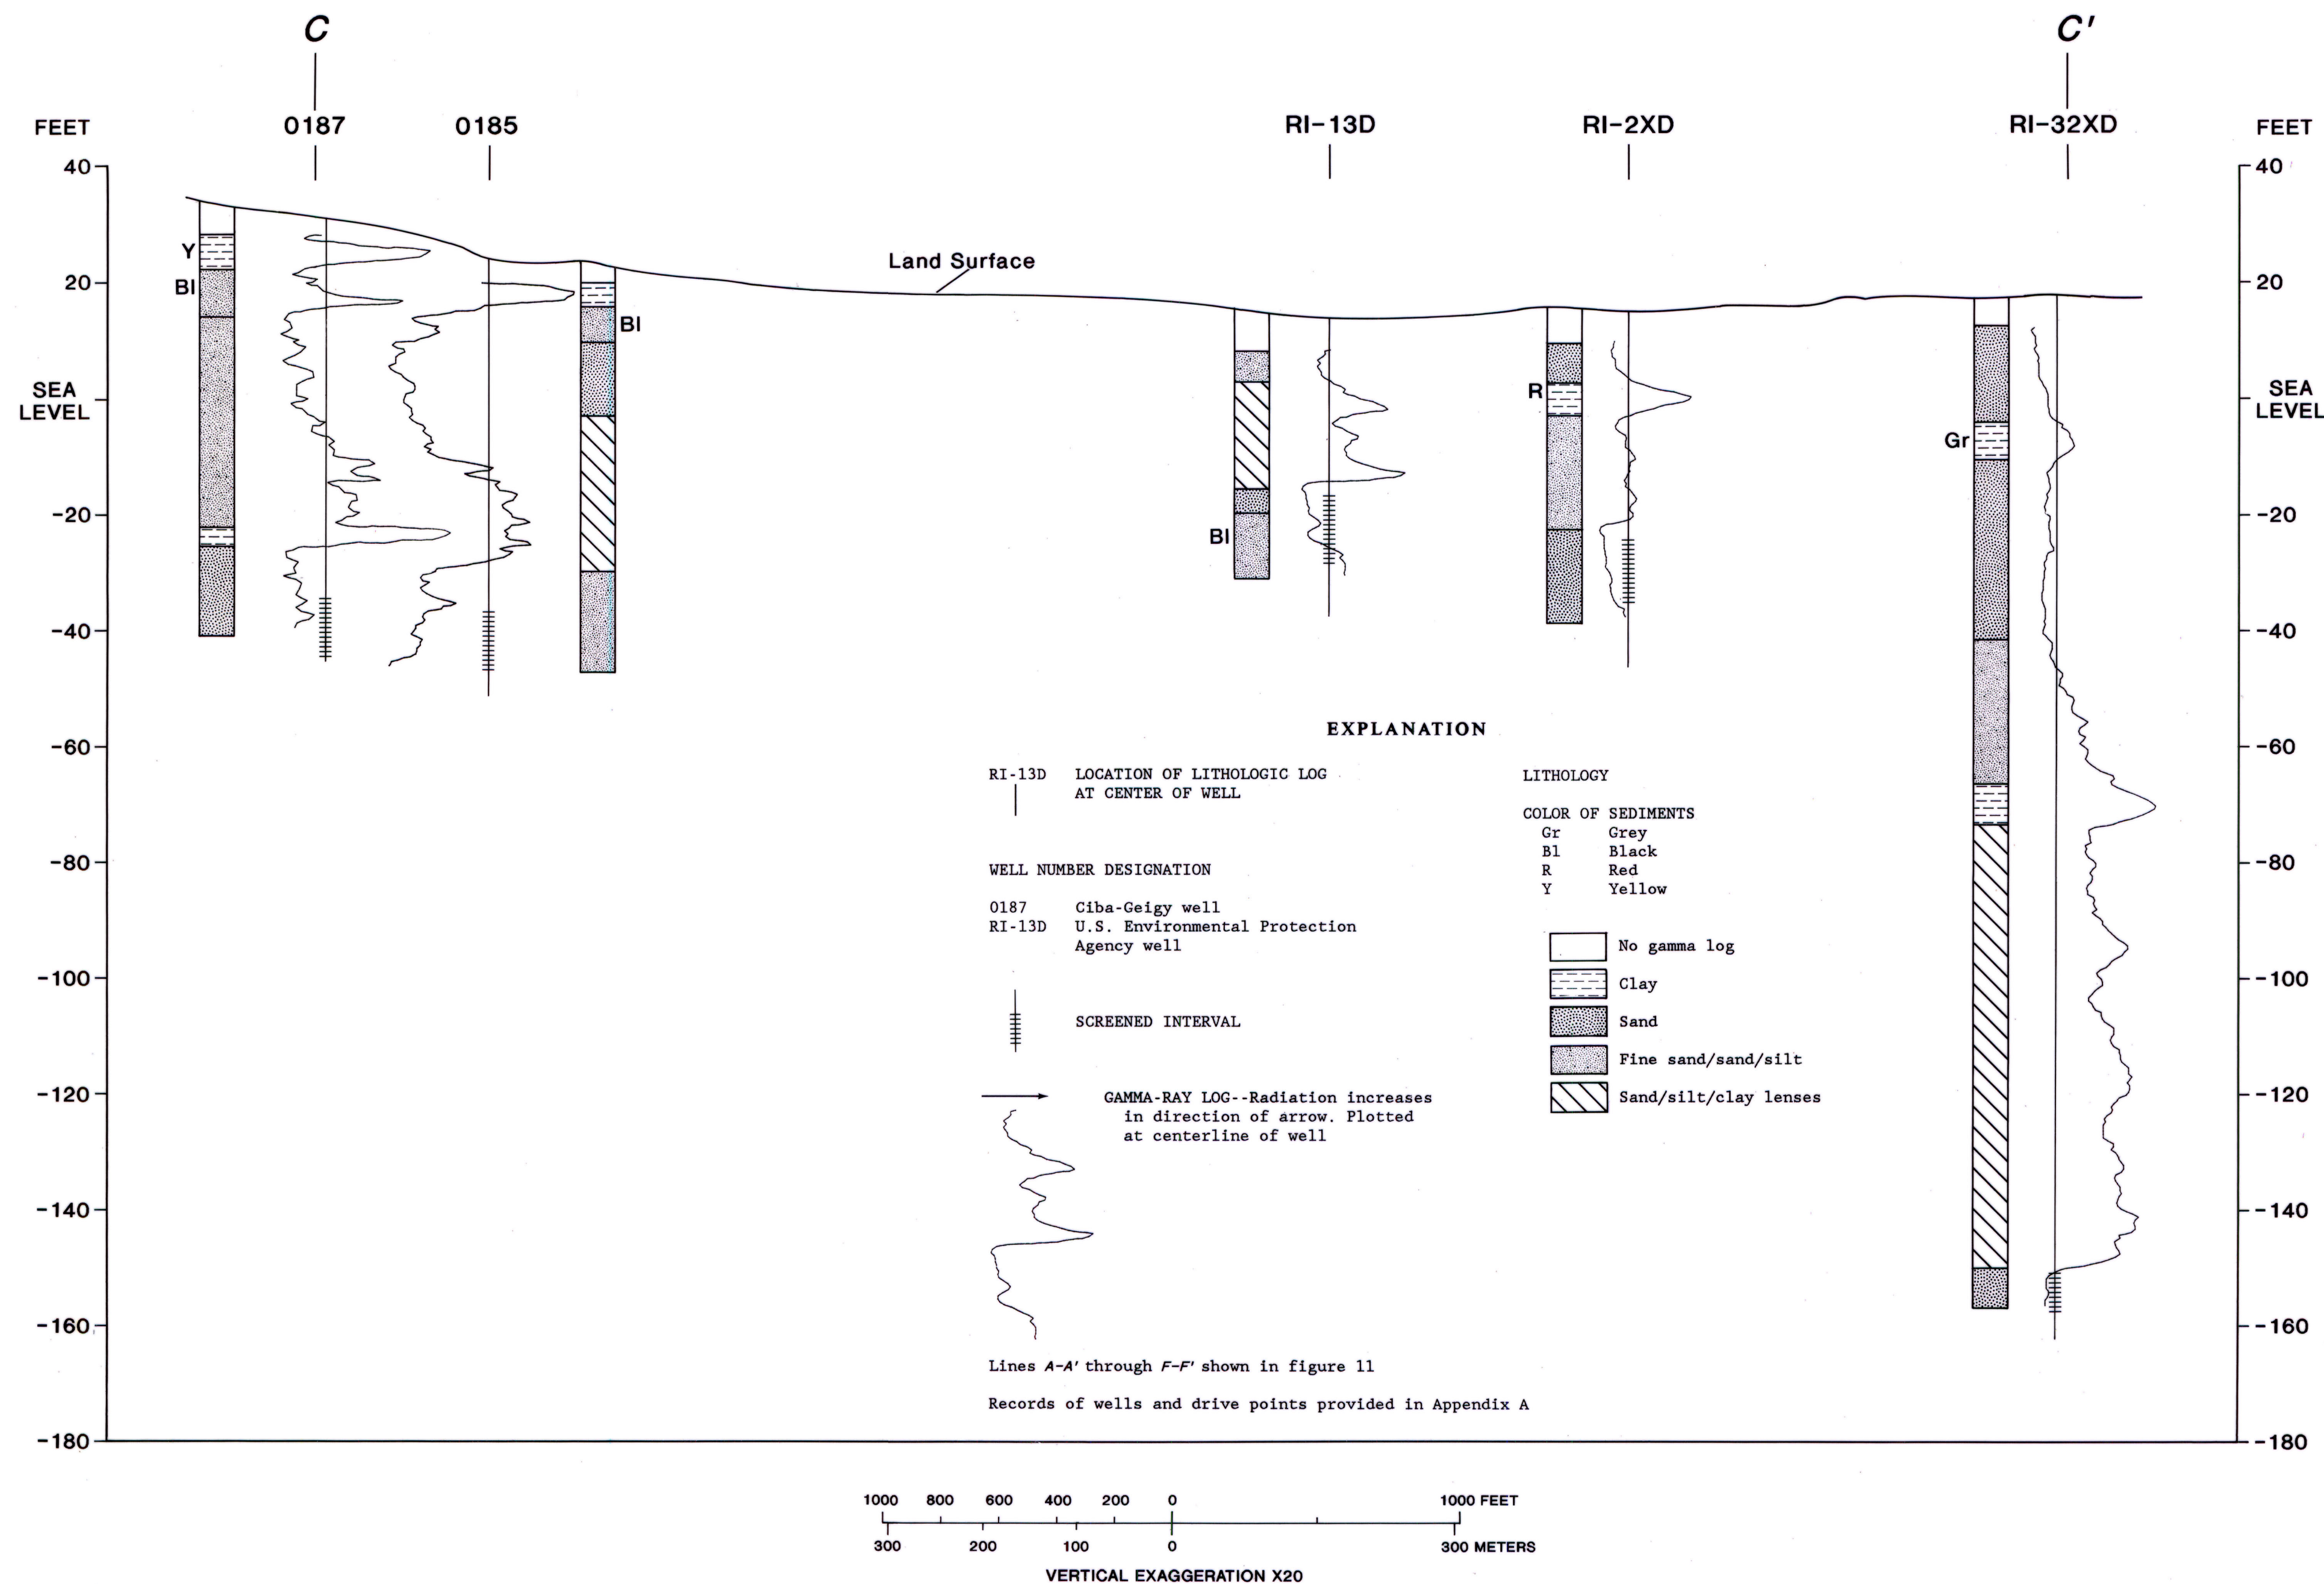 C C'
0187 0185 RI-13D RI-2XD RI-32XD
FEET FEET
40 40
Y
Bl
20 20
Land Surface
Bl
SEA LEVEL SEA LEVEL
R
Gr
-20 -20
Bl
-40 -40
-60 -60
-80 -80
-100 -100
-120 -120
-140 -140
-160 -160
-180 -180
EXPLANATION
RI-13D LOCATION OF LITHOLOGIC LOG
AT CENTER OF WELL
WELL NUMBER DESIGNATION
0187 Ciba-Geigy well
RI-13D U.S. Environmental Protection
Agency well
SCREENED INTERVAL
GAMMA-RAY LOG--Radiation increases
in direction of arrow. Plotted
at centerline of well
LITHOLOGY
COLOR OF SEDIMENTS
Gr Grey
Bl Black
R Red
Y Yellow
No gamma log
Clay
Sand
Fine sand/sand/silt
Sand/silt/clay lenses
Lines A-A' through F-F' shown in figure 11
Records of wells and drive points provided in Appendix A
1000 800 600 400 200 0 1000 FEET
300 200 100 0 300 METERS
VERTICAL EXAGGERATION X20